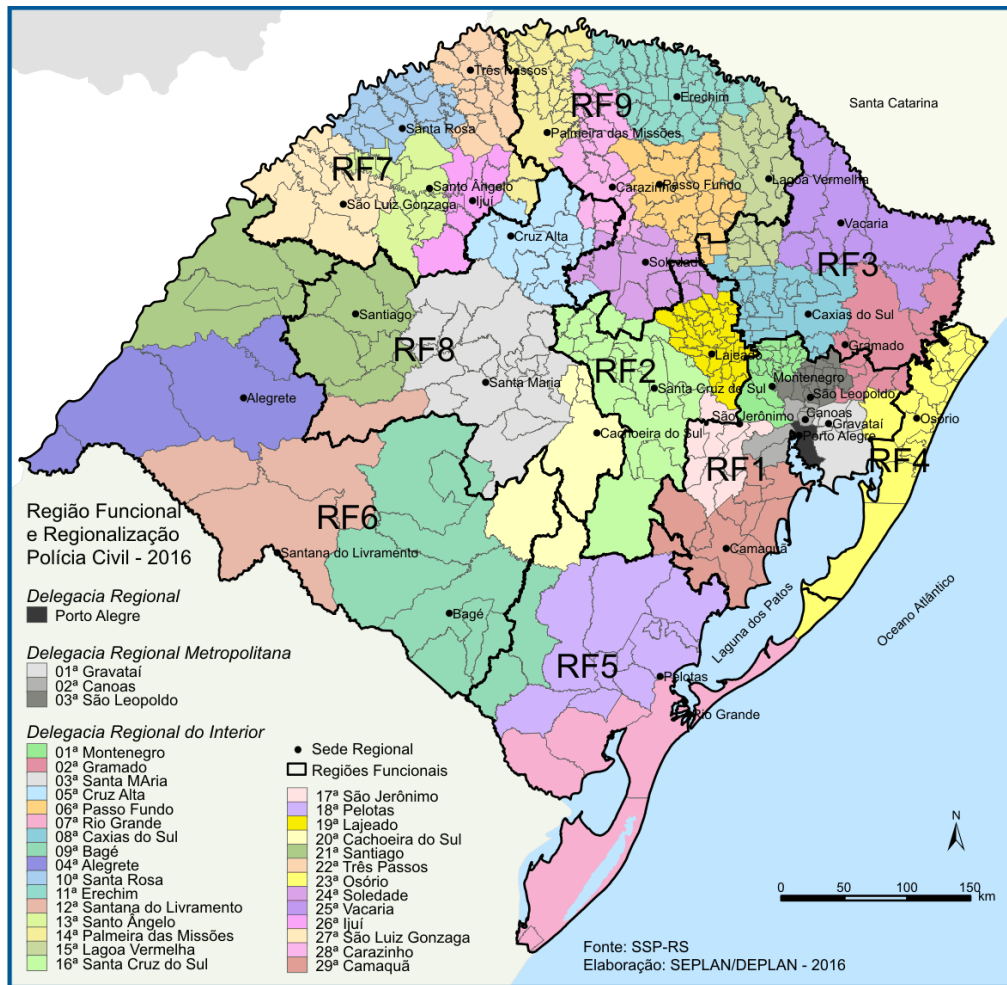 Santa Catarina
Três Passos
Erechim
RF9
Santa Rosa
Palmeira das Missões
RF7
Santo Ângelo
Ijuí
Carazinho
Passo Fundo
Lagoa Vermelha
São Luiz Gonzaga
Vacaria
Cruz Alta
Soledade
RF3
Santiago
Caxias do Sul
RF8
Gramado
Lajeado
RF2
Santa Maria
Santa Cruz do Sul
Montenegro
São Leopoldo
Alegrete
São Jerônimo
Canoas
Gravataí
Osório
Cachoeira do Sul
Porto Alegre
RF1
RF4
RF6
Camaquã
Santana do Livramento
Bagé
Laguna dos Patos
Oceano Atlântico
RF5
Pelotas
Rio Grande
Região Funcional
e Regionalização
Polícia Civil - 2016
Delegacia Regional
Porto Alegre
Delegacia Regional Metropolitana
01ª Gravataí
02ª Canoas
03ª São Leopoldo
Delegacia Regional do Interior
01ª Montenegro
02ª Gramado
03ª Santa MAria
05ª Cruz Alta
06ª Passo Fundo
07ª Rio Grande
08ª Caxias do Sul
09ª Bagé
04ª Alegrete
10ª Santa Rosa
11ª Erechim
12ª Santana do Livramento
13ª Santo Ângelo
14ª Palmeira das Missões
15ª Lagoa Vermelha
16ª Santa Cruz do Sul
Sede Regional
Regiões Funcionais
17ª São Jerônimo
18ª Pelotas
19ª Lajeado
20ª Cachoeira do Sul
21ª Santiago
22ª Três Passos
23ª Osório
24ª Soledade
25ª Vacaria
26ª Ijuí
27ª São Luiz Gonzaga
28ª Carazinho
29ª Camaquã
N
0 50 100 150
km
Fonte: SSP-RS
Elaboração: SEPLAN/DEPLAN - 2016